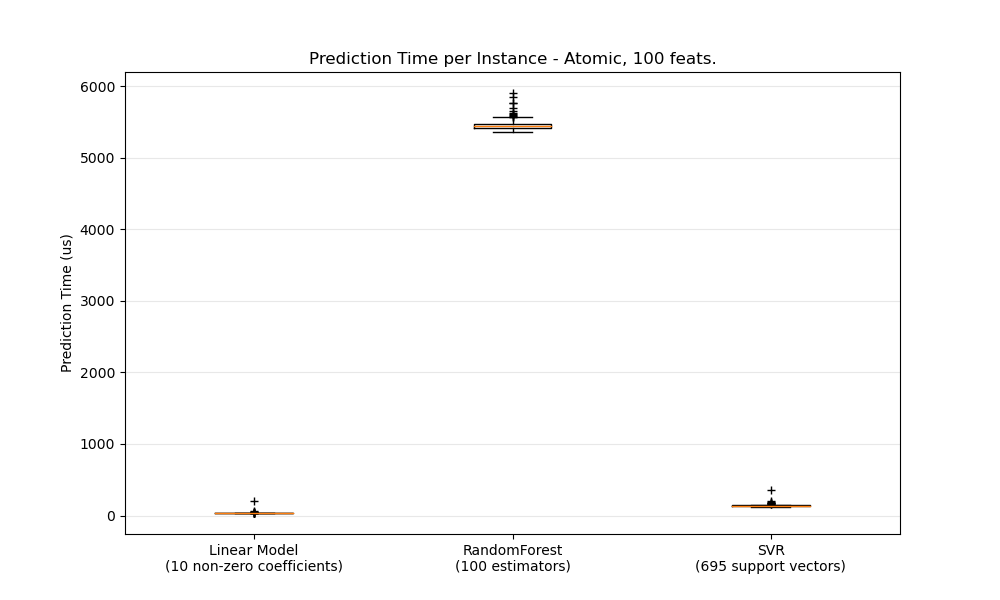 Prediction Time per Instance - Atomic, 100 feats.
Prediction Time (us)
6000
5000
4000
3000
2000
1000
0
Linear Model
(10 non-zero coefficients)
RandomForest
(100 estimators)
SVR
(695 support vectors)